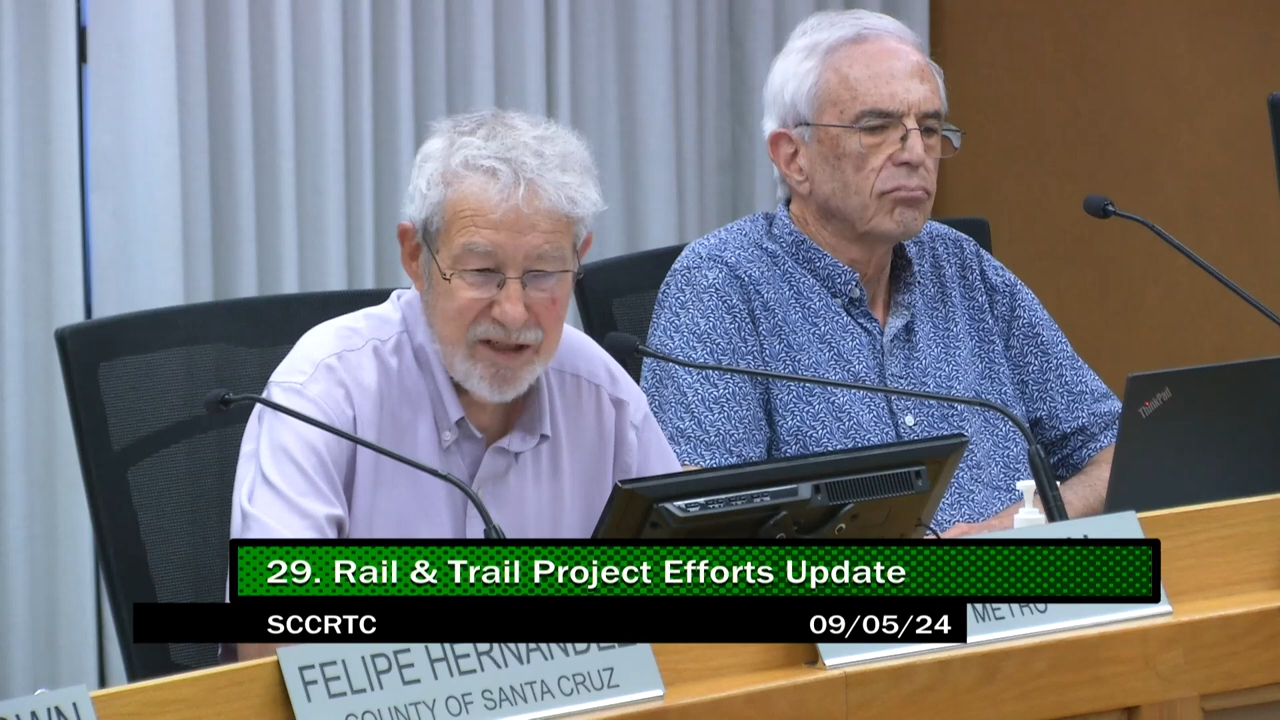 ThinkPad
29. Rail & Trail Project Efforts Update
SCCRTC
09/05/24
METRO
FELIPE HERNANDEZ
COUNTY OF SANTA CRUZ